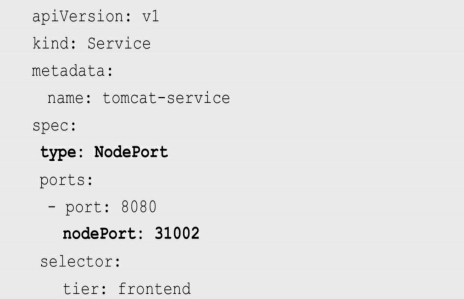 apiVersion: v1
kind: Service
metadata:
  name: tomcat-service
spec:
 type: NodePort
 ports:
  - port: 8080
    nodePort: 31002
 selector:
    tier: frontend